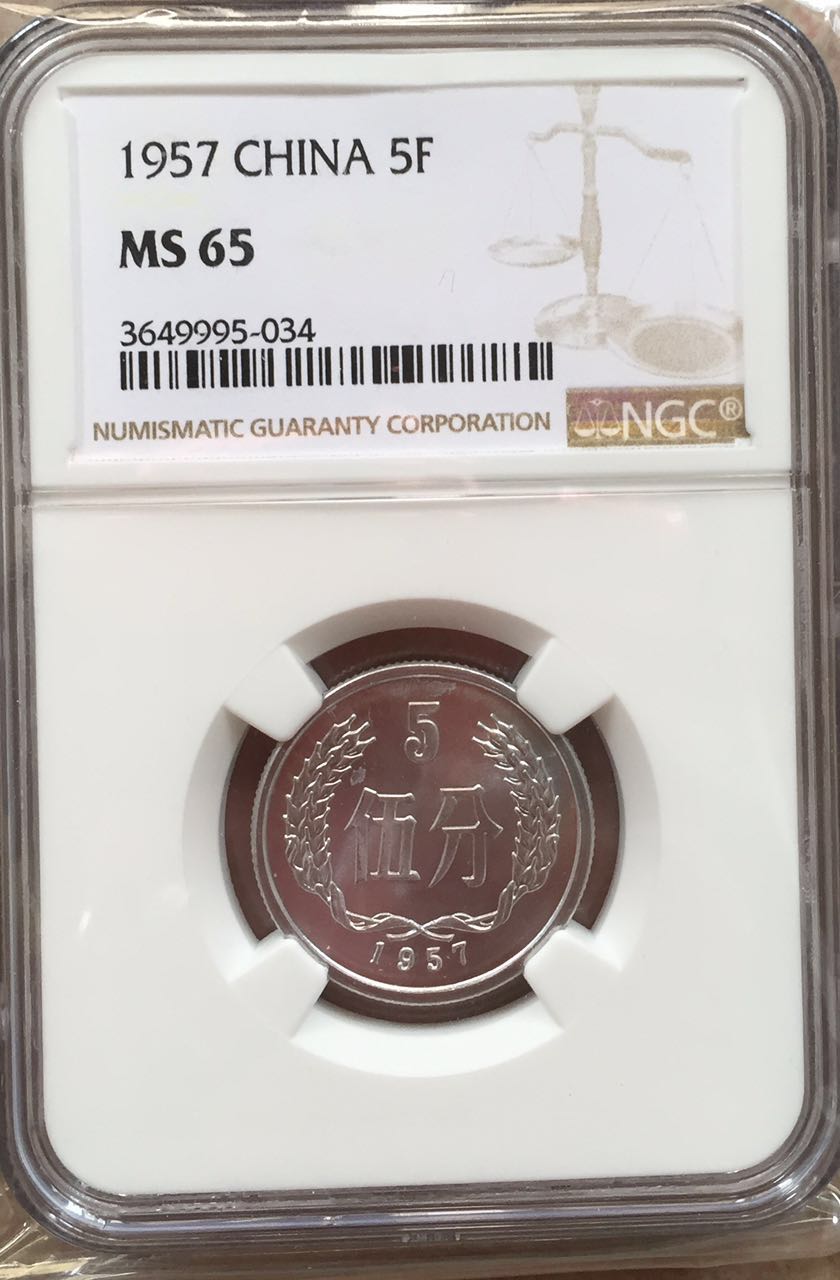 1957 CHINA 5F
MS 65
3649995-034
NUMISMATIC GUARANTY CORPORATION
NGC®
5
伍分
1957